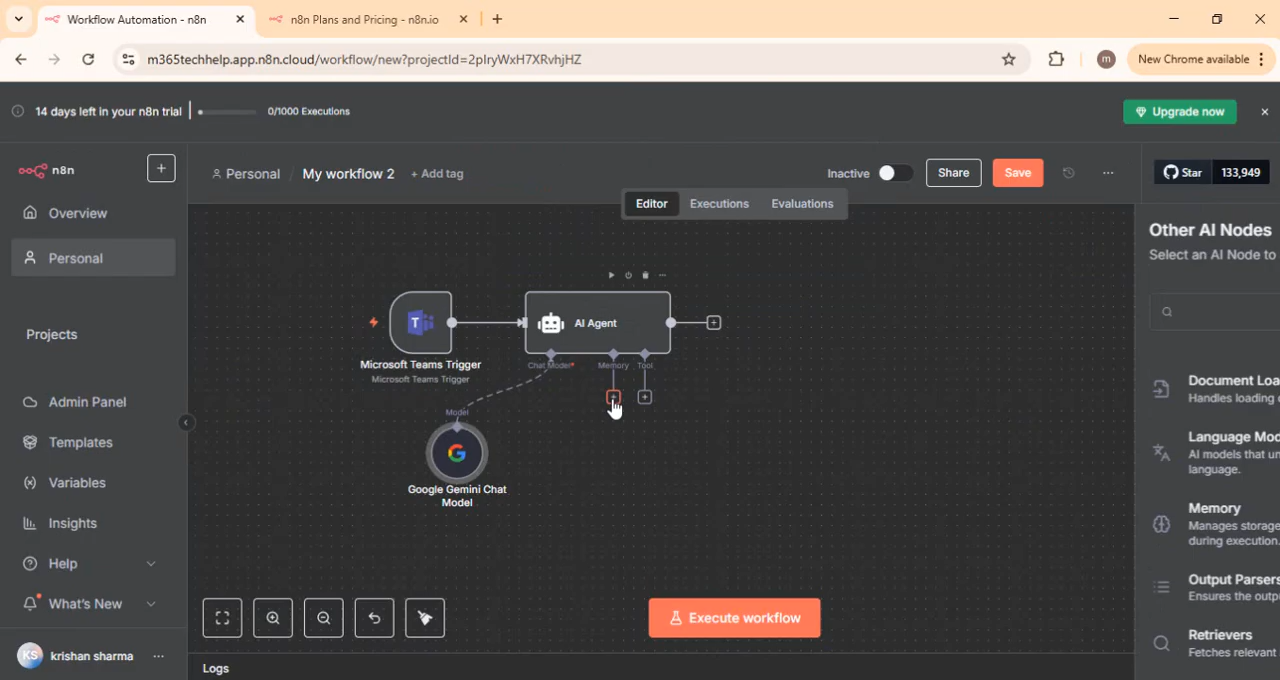 Workflow Automation - n8n
n8n Plans and Pricing - n8n.io
m365techhelp.app.n8n.cloud/workflow/new?projectId=2pIryWxH7XRvhjHZ
m
New Chrome available
14 days left in your n8n trial
0/1000 Executions
Upgrade now
n8n
Personal / My workflow 2 + Add tag
Inactive
Share
Save
Star 133,949
Editor
Executions
Evaluations
Overview
Personal
Projects
Admin Panel
Templates
Variables
Insights
Help
What's New
KS krishan sharma
T
Microsoft Teams Trigger
Microsoft Teams Trigger
AI Agent
Chat Model*
Memory
Tool
Model
G
Google Gemini Chat
Model
Execute workflow
Logs
Other AI Nodes
Select an AI Node to
Document Loa
Handles loading
Language Mod
AI models that un
language.
Memory
Manages storage
during execution.
Output Parsers
Ensures the outp
Retrievers
Fetches relevant